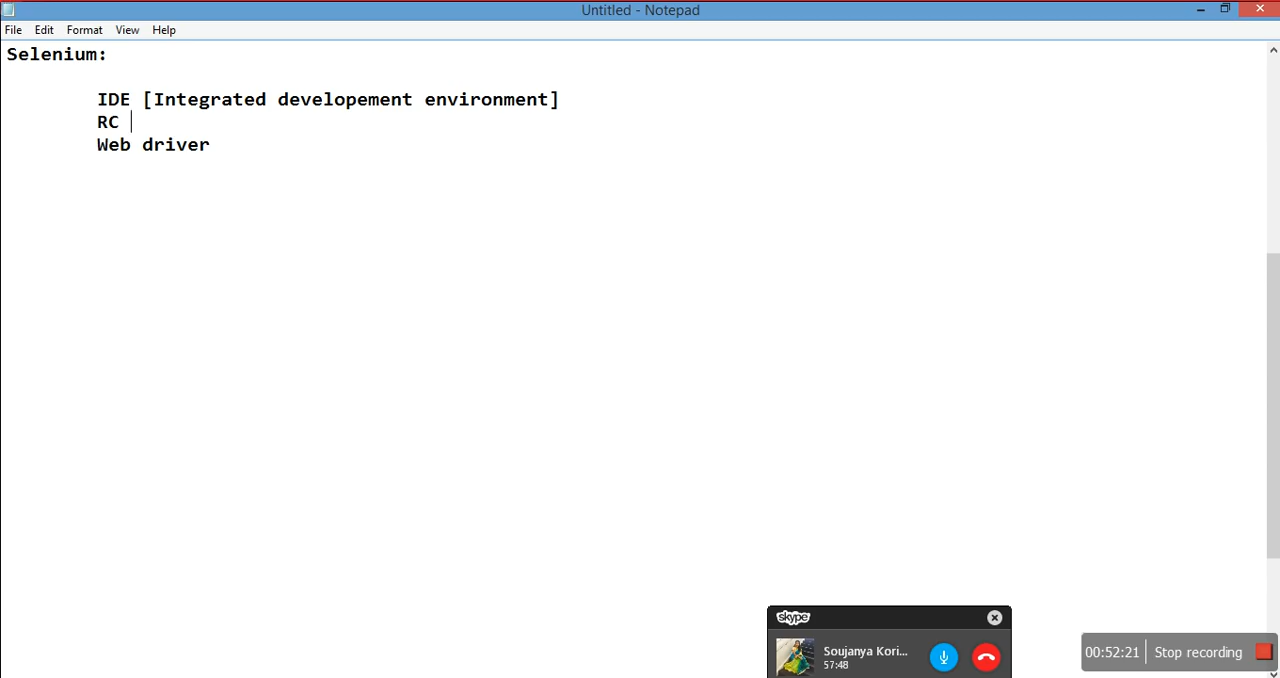 Untitled - Notepad
File Edit Format View Help
Selenium:
IDE [Integrated developement environment]
RC
Web driver
skype
Soujanya Kori...
57:48
00:52:21 Stop recording